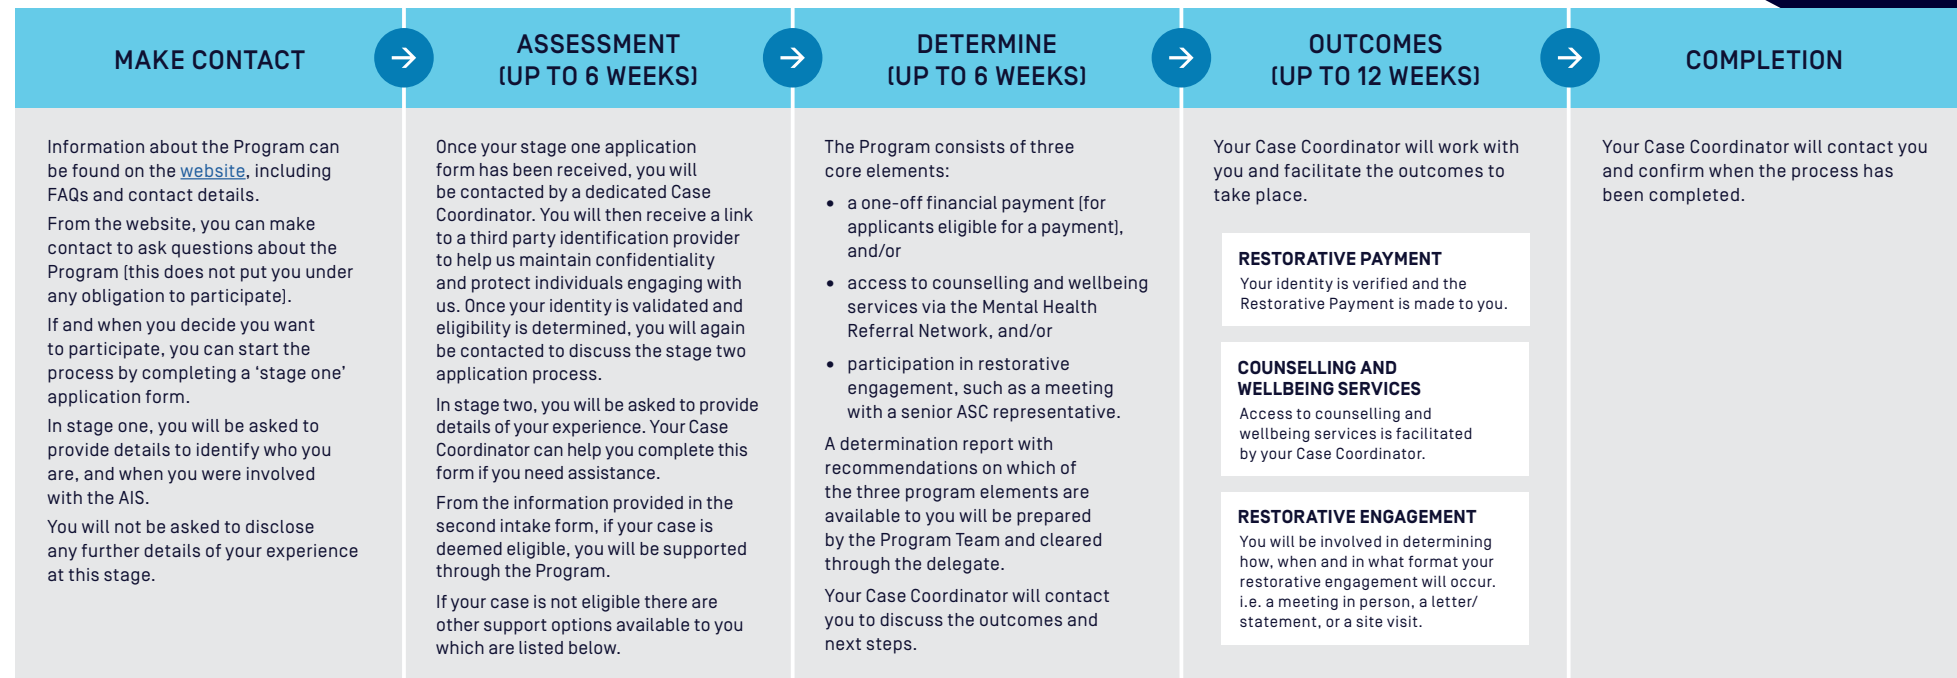 MAKE CONTACT
Information about the Program can
be found on the website, including
FAQs and contact details.
From the website, you can make
contact to ask questions about the
Program (this does not put you under
any obligation to participate).
If and when you decide you want
to participate, you can start the
process by completing a ‘stage one’
application form.
In stage one, you will be asked to
provide details to identify who you
are, and when you were involved
with the AIS.
You will not be asked to disclose
any further details of your experience
at this stage.
ASSESSMENT
(UP TO 6 WEEKS)
Once your stage one application
form has been received, you will
be contacted by a dedicated Case
Coordinator. You will then receive a link
to a third party identification provider
to help us maintain confidentiality
and protect individuals engaging with
us. Once your identity is validated and
eligibility is determined, you will again
be contacted to discuss the stage two
application process.
In stage two, you will be asked to provide
details of your experience. Your Case
Coordinator can help you complete this
form if you need assistance.
From the information provided in the
second intake form, if your case is
deemed eligible, you will be supported
through the Program.
If your case is not eligible there are
other support options available to you
which are listed below.
DETERMINE
(UP TO 6 WEEKS)
The Program consists of three
core elements:
• a one-off financial payment (for
applicants eligible for a payment),
and/or
• access to counselling and wellbeing
services via the Mental Health
Referral Network, and/or
• participation in restorative
engagement, such as a meeting
with a senior ASC representative.
A determination report with
recommendations on which of
the three program elements are
available to you will be prepared
by the Program Team and cleared
through the delegate.
Your Case Coordinator will contact
you to discuss the outcomes and
next steps.
OUTCOMES
(UP TO 12 WEEKS)
Your Case Coordinator will work with
you and facilitate the outcomes to
take place.
RESTORATIVE PAYMENT
Your identity is verified and the
Restorative Payment is made to you.
COUNSELLING AND
WELLBEING SERVICES
Access to counselling and
wellbeing services is facilitated
by your Case Coordinator.
RESTORATIVE ENGAGEMENT
You will be involved in determining
how, when and in what format your
restorative engagement will occur.
i.e. a meeting in person, a letter/
statement, or a site visit.
COMPLETION
Your Case Coordinator will contact you
and confirm when the process has
been completed.